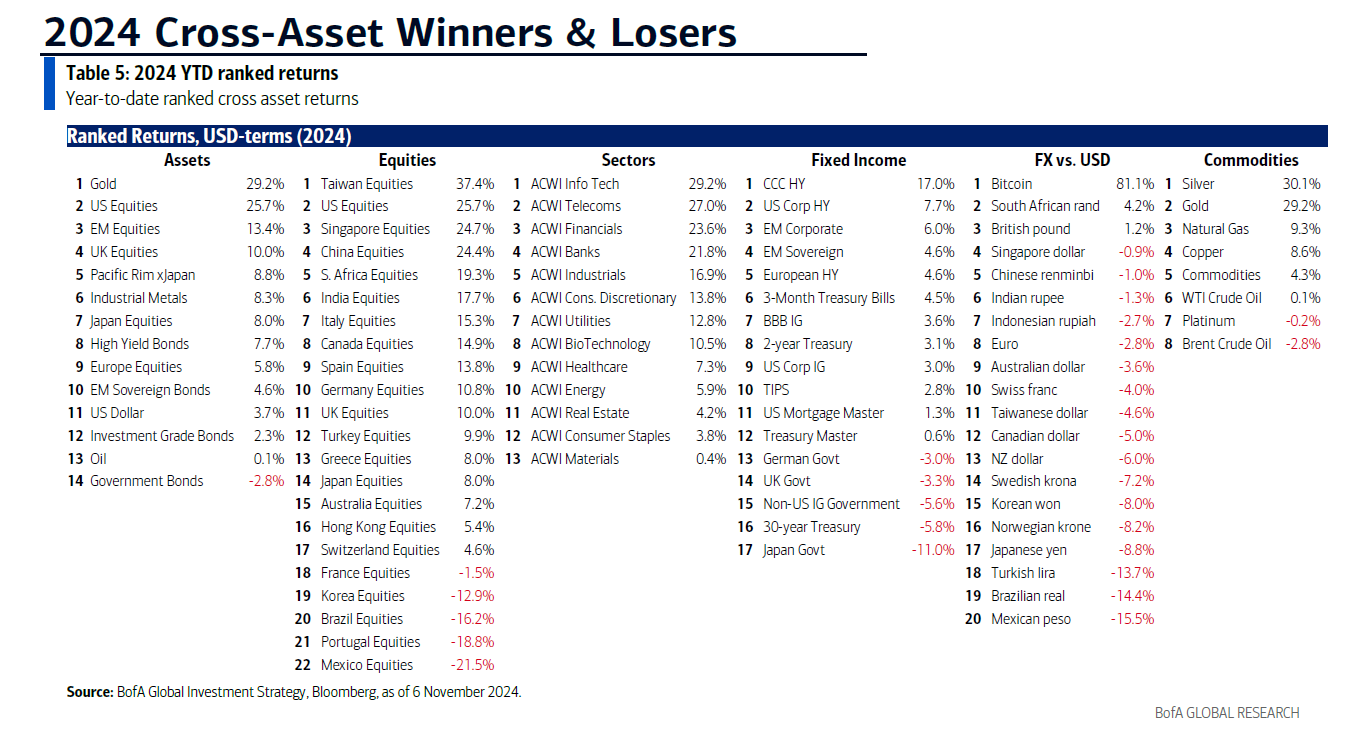 2024 Cross-Asset Winners & Losers
Table 5: 2024 YTD ranked returns
Year-to-date ranked cross asset returns
Ranked Returns, USD-terms (2024)
Assets Equities Sectors Fixed Income FX vs. USD Commodities
1 Gold 29.2% 1 Taiwan Equities 37.4% 1 ACWI Info Tech 29.2% 1 CCC HY 17.0% 1 Bitcoin 81.1% 1 Silver 30.1%
2 US Equities 25.7% 2 US Equities 25.7% 2 ACWI Telecoms 27.0% 2 US Corp HY 7.7% 2 South African rand 4.2% 2 Gold 29.2%
3 EM Equities 13.4% 3 Singapore Equities 24.7% 3 ACWI Financials 23.6% 3 EM Corporate 6.0% 3 British pound 1.2% 3 Natural Gas 9.3%
4 UK Equities 10.0% 4 China Equities 24.4% 4 ACWI Banks 21.8% 4 EM Sovereign 4.6% 4 Singapore dollar -0.9% 4 Copper 8.6%
5 Pacific Rim xJapan 8.8% 5 S. Africa Equities 19.3% 5 ACWI Industrials 16.9% 5 European HY 4.6% 5 Chinese renminbi -1.0% 5 Commodities 4.3%
6 Industrial Metals 8.3% 6 India Equities 17.7% 6 ACWI Cons. Discretionary 13.8% 6 3-Month Treasury Bills 4.5% 6 Indian rupee -1.3% 6 WTI Crude Oil 0.1%
7 Japan Equities 8.0% 7 Italy Equities 15.3% 7 ACWI Utilities 12.8% 7 BBB IG 3.6% 7 Indonesian rupiah -2.7% 7 Platinum -0.2%
8 High Yield Bonds 7.7% 8 Canada Equities 14.9% 8 ACWI BioTechnology 10.5% 8 2-year Treasury 3.1% 8 Euro -2.8% 8 Brent Crude Oil -2.8%
9 Europe Equities 5.8% 9 Spain Equities 13.8% 9 ACWI Healthcare 7.3% 9 US Corp IG 3.0% 9 Australian dollar -3.6%
10 EM Sovereign Bonds 4.6% 10 Germany Equities 10.8% 10 ACWI Energy 5.9% 10 TIPS 2.8% 10 Swiss franc -4.0%
11 US Dollar 3.7% 11 UK Equities 10.0% 11 ACWI Real Estate 4.2% 11 US Mortgage Master 1.3% 11 Taiwanese dollar -4.6%
12 Investment Grade Bonds 2.3% 12 Turkey Equities 9.9% 12 ACWI Consumer Staples 3.8% 12 Treasury Master 0.6% 12 Canadian dollar -5.0%
13 Oil 0.1% 13 Greece Equities 8.0% 13 ACWI Materials 0.4% 13 German Govt -3.0% 13 NZ dollar -6.0%
14 Government Bonds -2.8% 14 Japan Equities 8.0% 14 UK Govt -3.3% 14 Swedish krona -7.2%
15 Australia Equities 7.2% 15 Non-US IG Government -5.6% 15 Korean won -8.0%
16 Hong Kong Equities 5.4% 16 30-year Treasury -5.8% 16 Norwegian krone -8.2%
17 Switzerland Equities 4.6% 17 Japan Govt -11.0% 17 Japanese yen -8.8%
18 France Equities -1.5% 18 Turkish lira -13.7%
19 Korea Equities -12.9% 19 Brazilian real -14.4%
20 Brazil Equities -16.2% 20 Mexican peso -15.5%
21 Portugal Equities -18.8%
22 Mexico Equities -21.5%
Source: BofA Global Investment Strategy, Bloomberg, as of 6 November 2024.
BofA GLOBAL RESEARCH